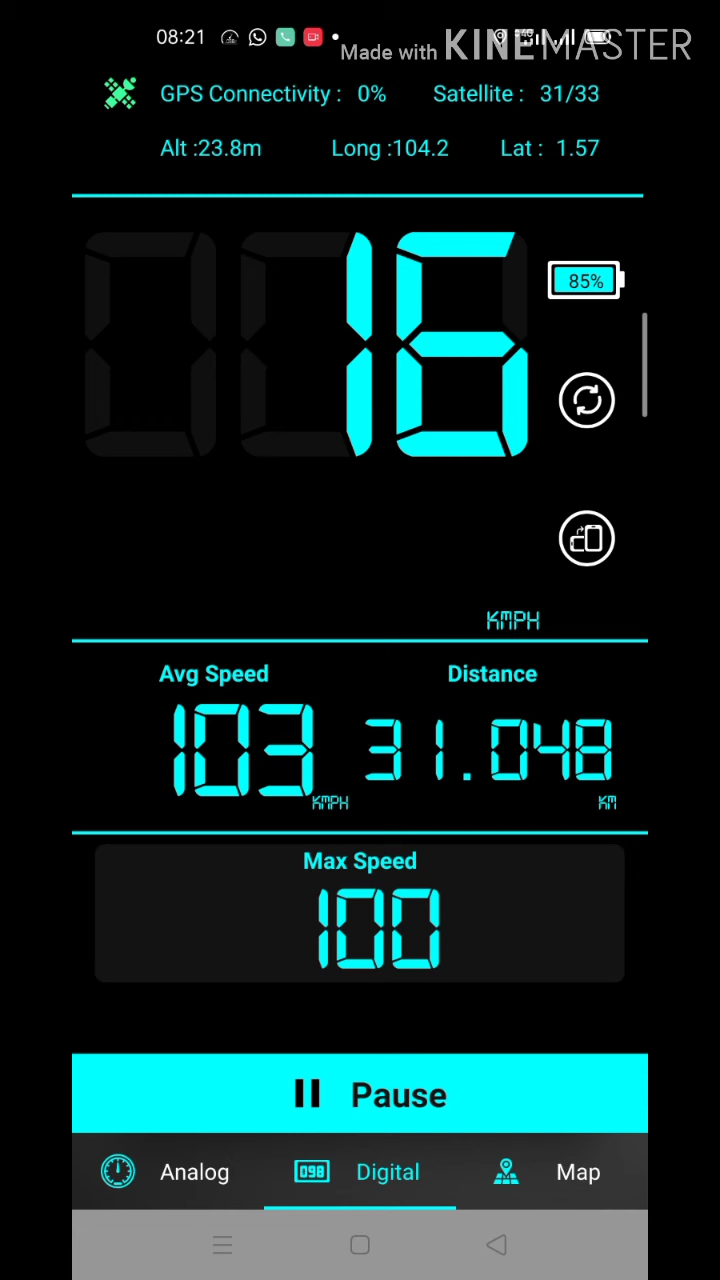 08:21
Made with KINEMASTER
GPS Connectivity : 0% Satellite : 31/33
Alt :23.8m Long :104.2 Lat : 1.57
16
85%
KMPH
Avg Speed Distance
103 KMPH 31.048 KM
Max Speed
100
Pause
Analog 098 Digital Map